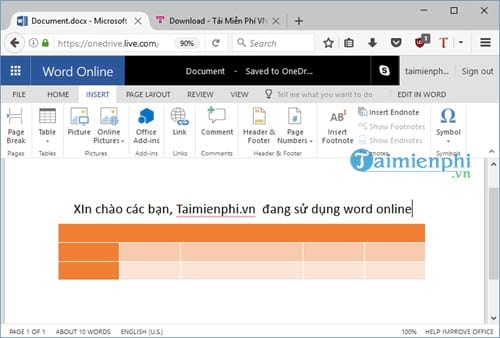 Document.docx - Microsoft
Download - Tải Miễn Phí VN
https://onedrive.live.com/
90%
Word Online
Document - Saved to OneDr...
taimienph...
Sign out
FILE HOME INSERT PAGE LAYOUT REVIEW VIEW Tell me what you want to do EDIT IN WORD
Page Break
Table
Picture
Online Pictures
Office Add-ins
Link
Comment
Header & Footer
Page Numbers
Insert Footnote
Insert Endnote
Show Footnotes
Show Endnotes
Symbol
Pages Tables Pictures Add-ins Links Comments Header & Footer Symbols
Taimienphi
.vn
XIn chào các bạn, Taimienphi.vn đang sử dụng word online
PAGE 1 OF 1 ABOUT 10 WORDS ENGLISH (U.S.) 100% HELP IMPROVE OFFICE